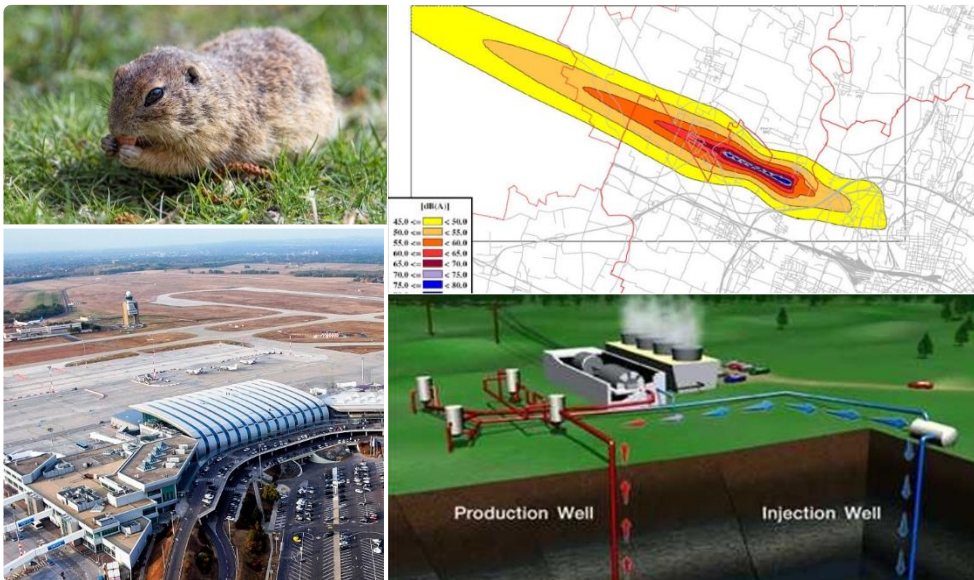 [dB(A)]
45.0 <= < 50.0
50.0 <= < 55.0
55.0 <= < 60.0
60.0 <= < 65.0
65.0 <= < 70.0
70.0 <= < 75.0
75.0 <= < 80.0
Production Well
Injection Well